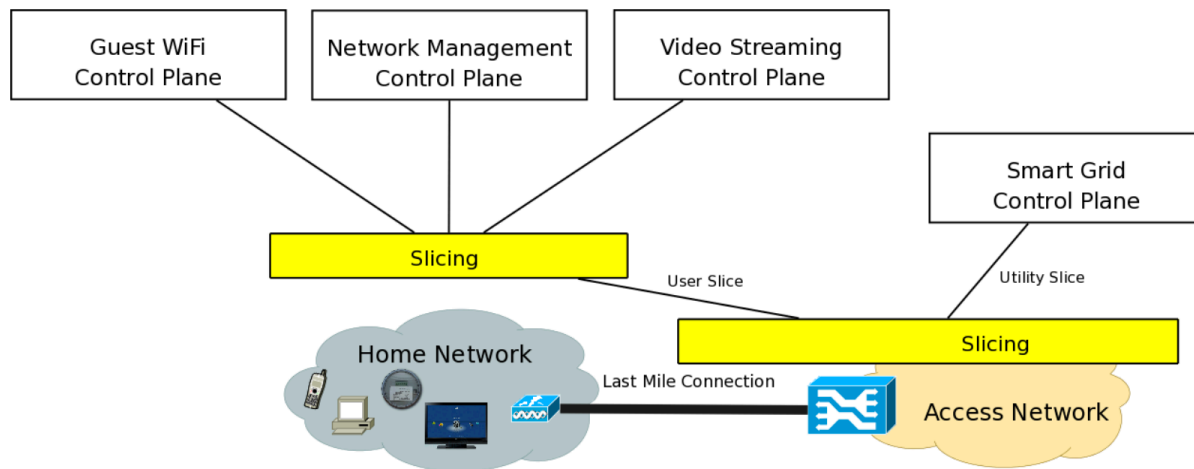 Guest WiFi
Control Plane
Network Management
Control Plane
Video Streaming
Control Plane
Smart Grid
Control Plane
Slicing
User Slice
Utility Slice
Slicing
Home Network
Last Mile Connection
Access Network